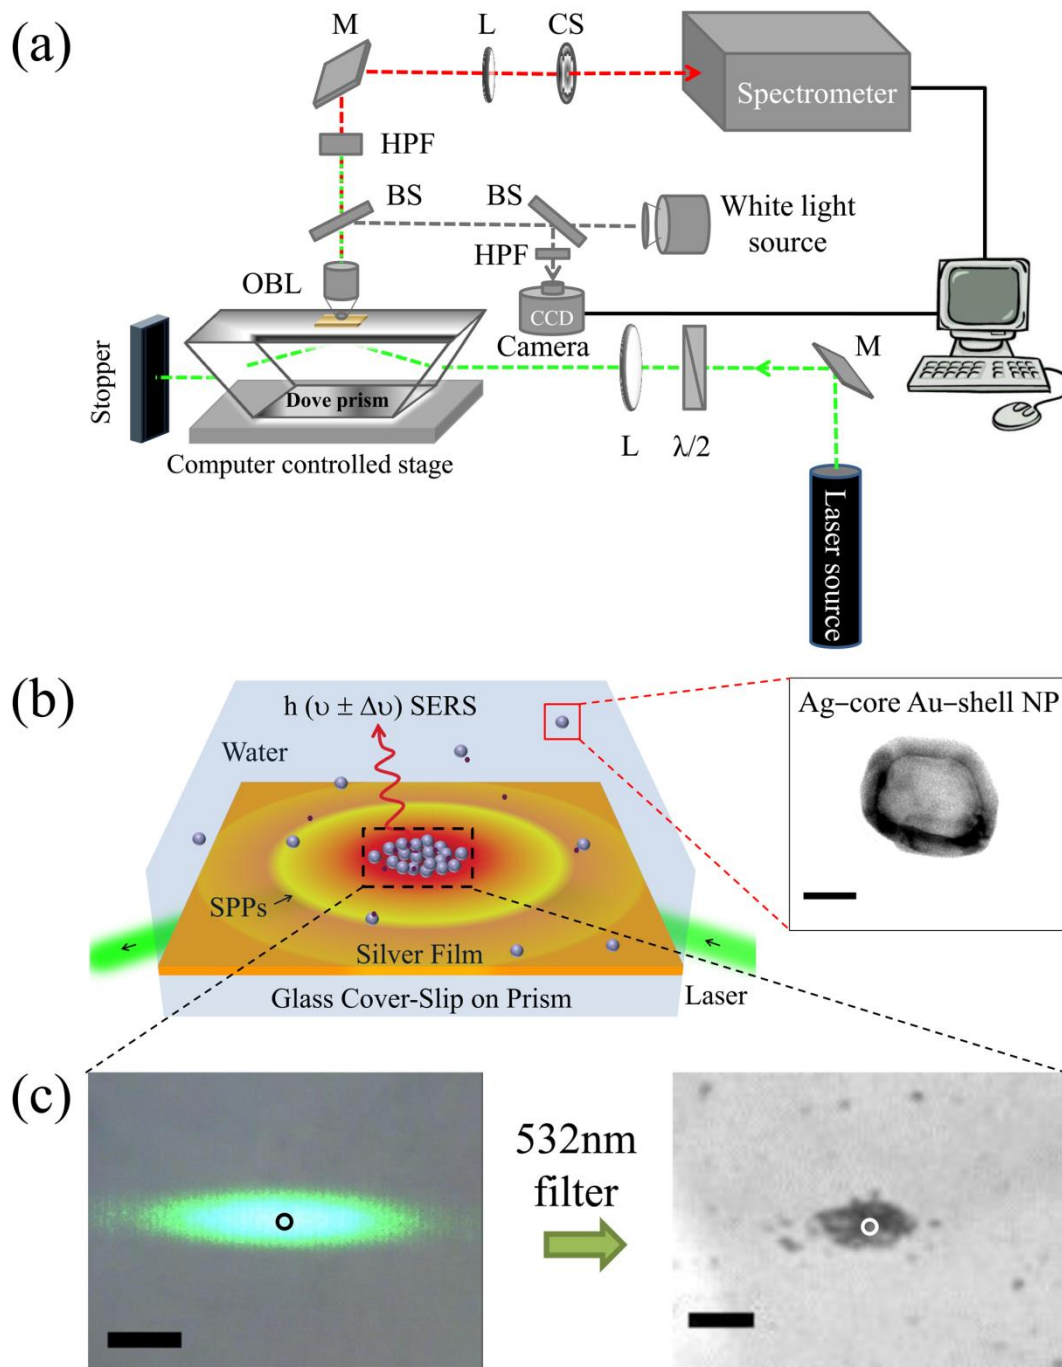 (a)
M
L
CS
Spectrometer
HPF
BS
BS
White light
source
HPF
OBL
CCD
Camera
M
Stopper
Dove prism
L
λ/2
Computer controlled stage
Laser source
(b)
h (υ ± Δυ) SERS
Water
Ag–core Au–shell NP
SPPs
Silver Film
Glass Cover-Slip on Prism
Laser
(c)
532nm
filter